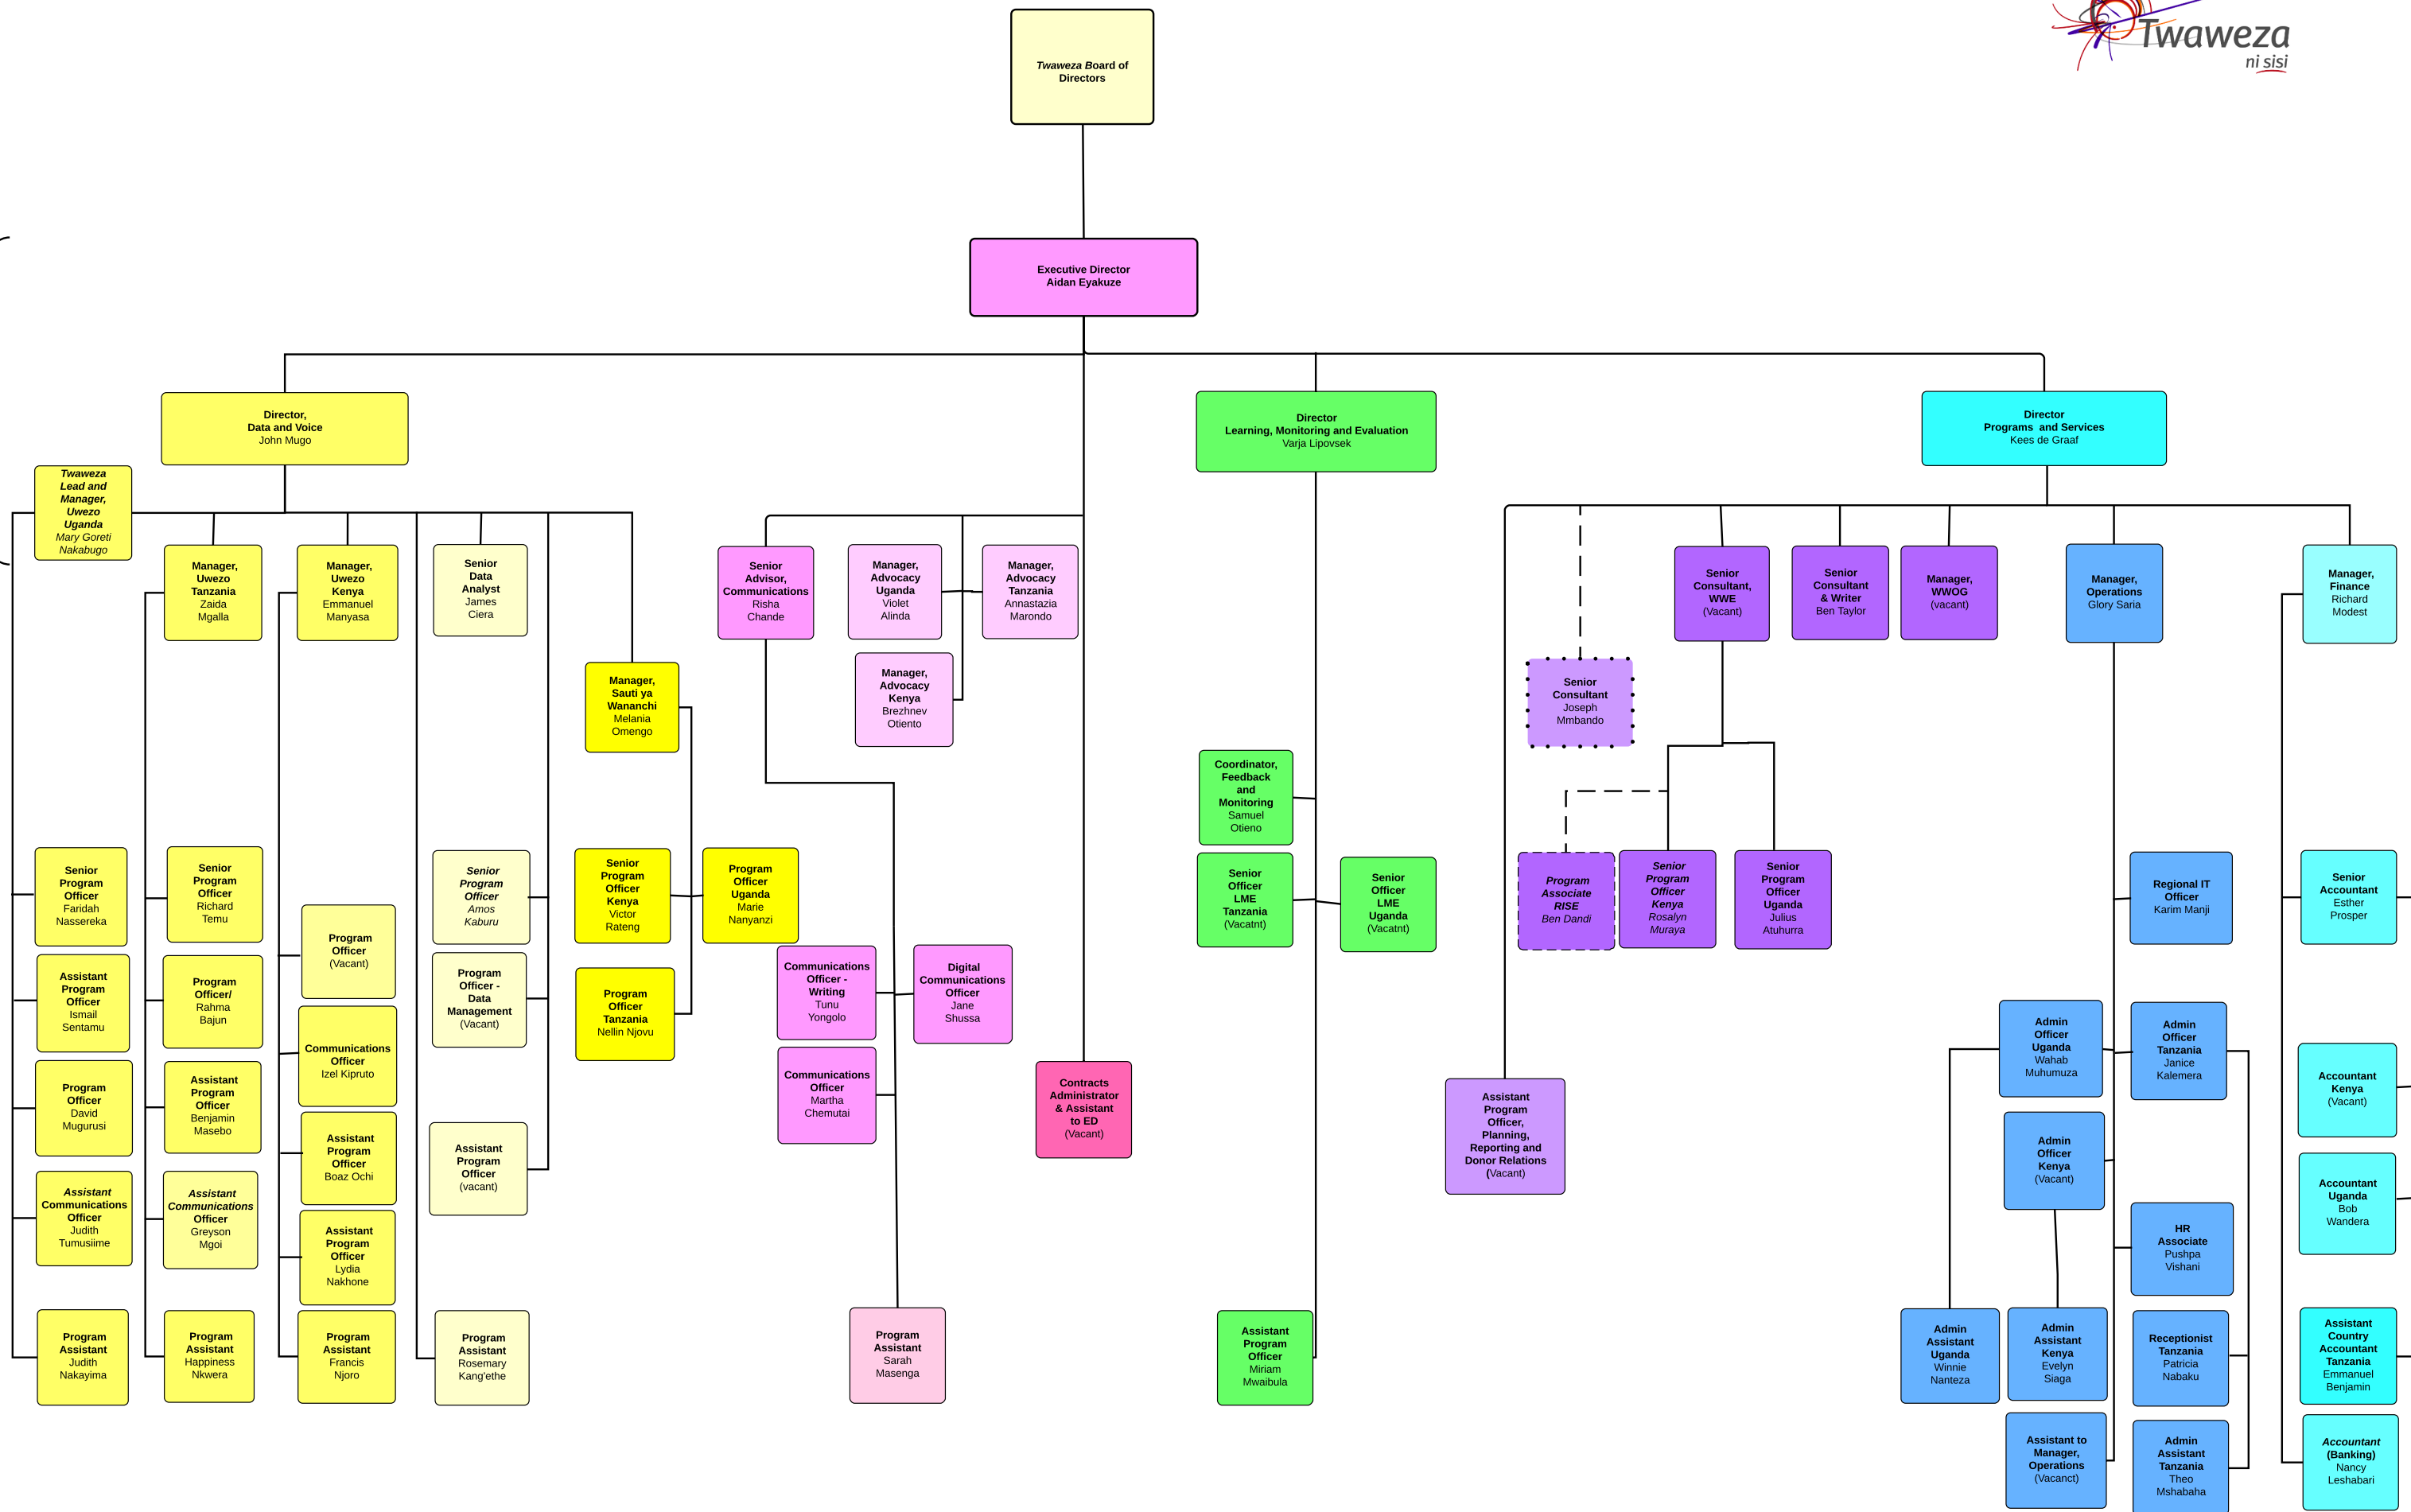 Twaweza
ni sisi
Twaweza Board of
Directors
Executive Director
Aidan Eyakuze
Director,
Data and Voice
John Mugo
Director
Learning, Monitoring and Evaluation
Varja Lipovsek
Director
Programs and Services
Kees de Graaf
Twaweza
Lead and
Manager,
Uwezo
Uganda
Mary Goreti
Nakabugo
Manager,
Uwezo
Tanzania
Zaida
Mgalla
Manager,
Uwezo
Kenya
Emmanuel
Manyasa
Senior
Data
Analyst
James
Ciera
Manager,
Sauti ya
Wananchi
Melania
Omengo
Senior
Advisor,
Communications
Risha
Chande
Manager,
Advocacy
Uganda
Violet
Alinda
Manager,
Advocacy
Tanzania
Annastazia
Marondo
Manager,
Advocacy
Kenya
Brezhnev
Otiento
Senior
Consultant
Joseph
Mmbando
Senior
Consultant,
WWE
(Vacant)
Senior
Consultant
& Writer
Ben Taylor
Manager,
WWOG
(vacant)
Manager,
Operations
Glory Saria
Manager,
Finance
Richard
Modest
Coordinator,
Feedback
and
Monitoring
Samuel
Otieno
Senior
Program
Officer
Faridah
Nassereka
Senior
Program
Officer
Richard
Temu
Program
Officer
(Vacant)
Senior
Program
Officer
Amos
Kaburu
Senior
Program
Officer
Kenya
Victor
Rateng
Program
Officer
Uganda
Marie
Nanyanzi
Senior
Officer
LME
Tanzania
(Vacatnt)
Senior
Officer
LME
Uganda
(Vacatnt)
Program
Associate
RISE
Ben Dandi
Senior
Program
Officer
Kenya
Rosalyn
Muraya
Senior
Program
Officer
Uganda
Julius
Atuhurra
Regional IT
Officer
Karim Manji
Senior
Accountant
Esther
Prosper
Assistant
Program
Officer
Ismail
Sentamu
Program
Officer/
Rahma
Bajun
Communications
Officer
Izel Kipruto
Program
Officer -
Data
Management
(Vacant)
Program
Officer
Tanzania
Nellin Njovu
Communications
Officer -
Writing
Tunu
Yongolo
Digital
Communications
Officer
Jane
Shussa
Communications
Officer
Martha
Chemutai
Contracts
Administrator
& Assistant
to ED
(Vacant)
Assistant
Program
Officer,
Planning,
Reporting and
Donor Relations
(Vacant)
Admin
Officer
Uganda
Wahab
Muhumuza
Admin
Officer
Tanzania
Janice
Kalemera
Accountant
Kenya
(Vacant)
Program
Officer
David
Mugurusi
Assistant
Program
Officer
Benjamin
Masebo
Assistant
Program
Officer
Boaz Ochi
Assistant
Program
Officer
(vacant)
Admin
Officer
Kenya
(Vacant)
Accountant
Uganda
Bob
Wandera
Assistant
Communications
Officer
Judith
Tumusiime
Assistant
Communications
Officer
Greyson
Mgoi
Assistant
Program
Officer
Lydia
Nakhone
HR
Associate
Pushpa
Vishani
Program
Assistant
Judith
Nakayima
Program
Assistant
Happiness
Nkwera
Program
Assistant
Francis
Njoro
Program
Assistant
Rosemary
Kang'ethe
Program
Assistant
Sarah
Masenga
Assistant
Program
Officer
Miriam
Mwaibula
Admin
Assistant
Uganda
Winnie
Nanteza
Admin
Assistant
Kenya
Evelyn
Siaga
Receptionist
Tanzania
Patricia
Nabaku
Assistant
Country
Accountant
Tanzania
Emmanuel
Benjamin
Assistant to
Manager,
Operations
(Vacanct)
Admin
Assistant
Tanzania
Theo
Mshabaha
Accountant
(Banking)
Nancy
Leshabari